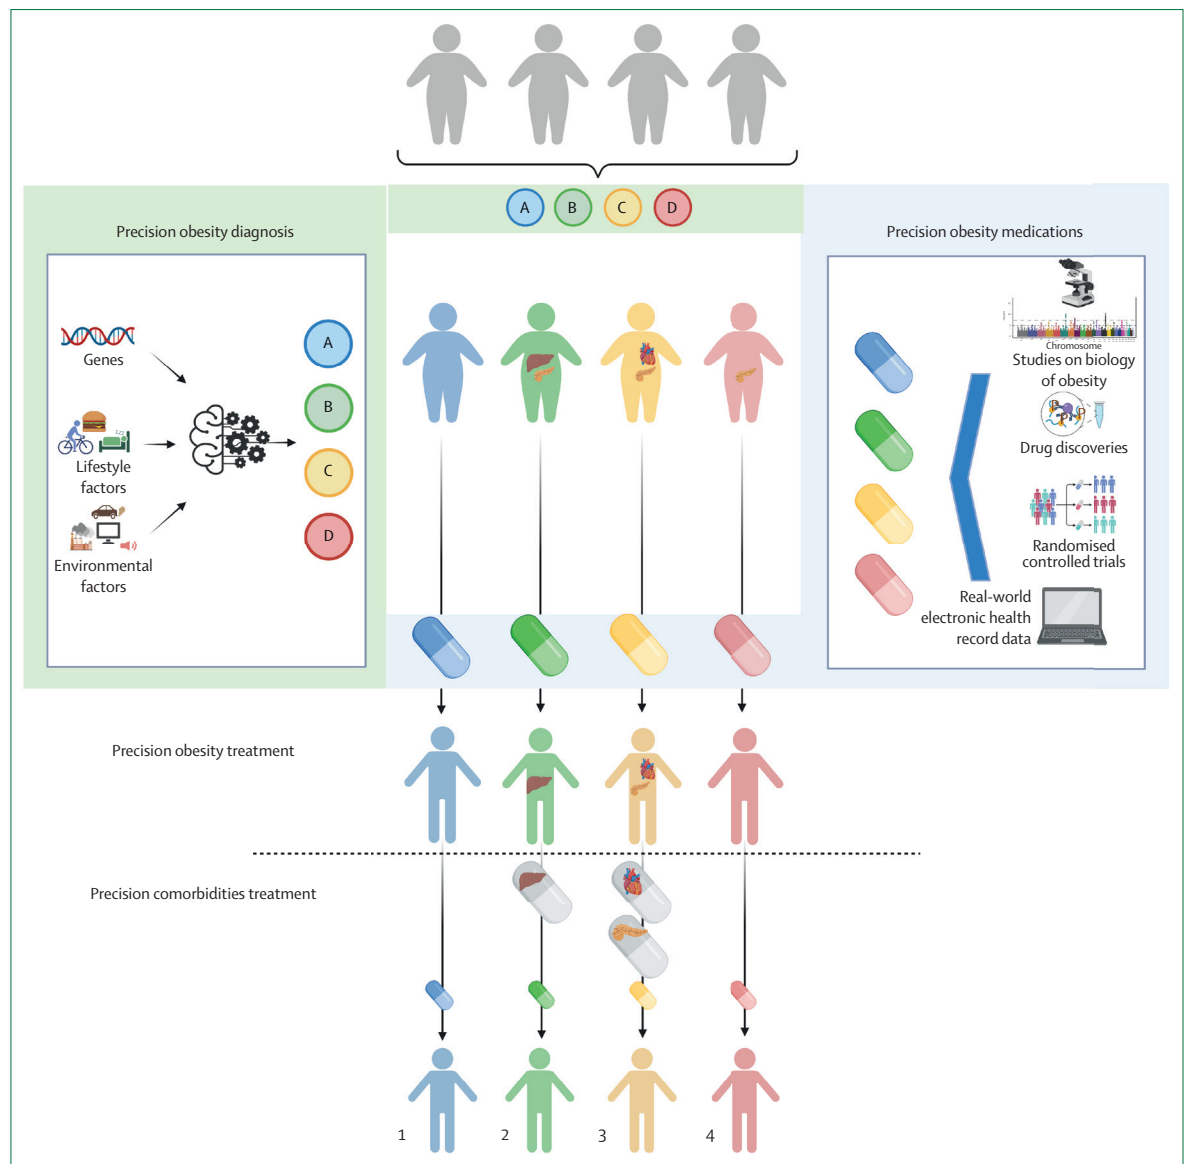 A B C D
Precision obesity diagnosis
Genes
Lifestyle
factors
Environmental
factors
A
B
C
D
Precision obesity medications
Chromosome
Studies on biology
of obesity
Drug discoveries
Randomised
controlled trials
Real-world
electronic health
record data
Precision obesity treatment
Precision comorbidities treatment
1 2 3 4